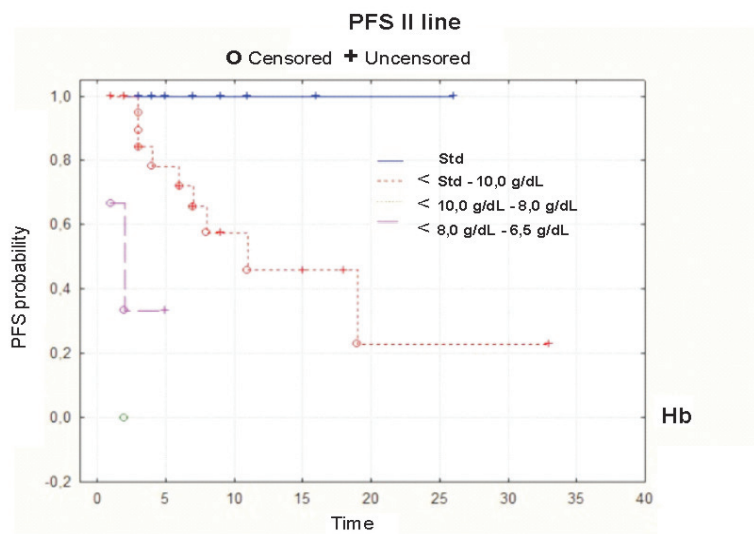 PFS II line
O Censored + Uncensored
1,0
0,8
0,6
0,4
0,2
0,0
-0,2
PFS probability
Std
< Std - 10,0 g/dL
< 10,0 g/dL - 8,0 g/dL
< 8,0 g/dL - 6,5 g/dL
Hb
0 5 10 15 20 25 30 35 40
Time